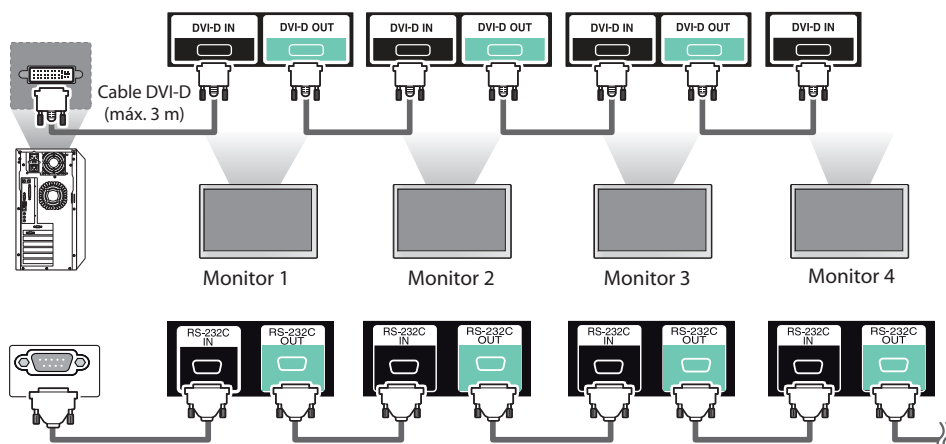 DVI-D IN DVI-D OUT DVI-D IN DVI-D OUT DVI-D IN DVI-D OUT DVI-D IN
Cable DVI-D
(máx. 3 m)
Monitor 1 Monitor 2 Monitor 3 Monitor 4
RS-232C RS-232C RS-232C RS-232C RS-232C RS-232C RS-232C RS-232C
IN OUT IN OUT IN OUT IN OUT